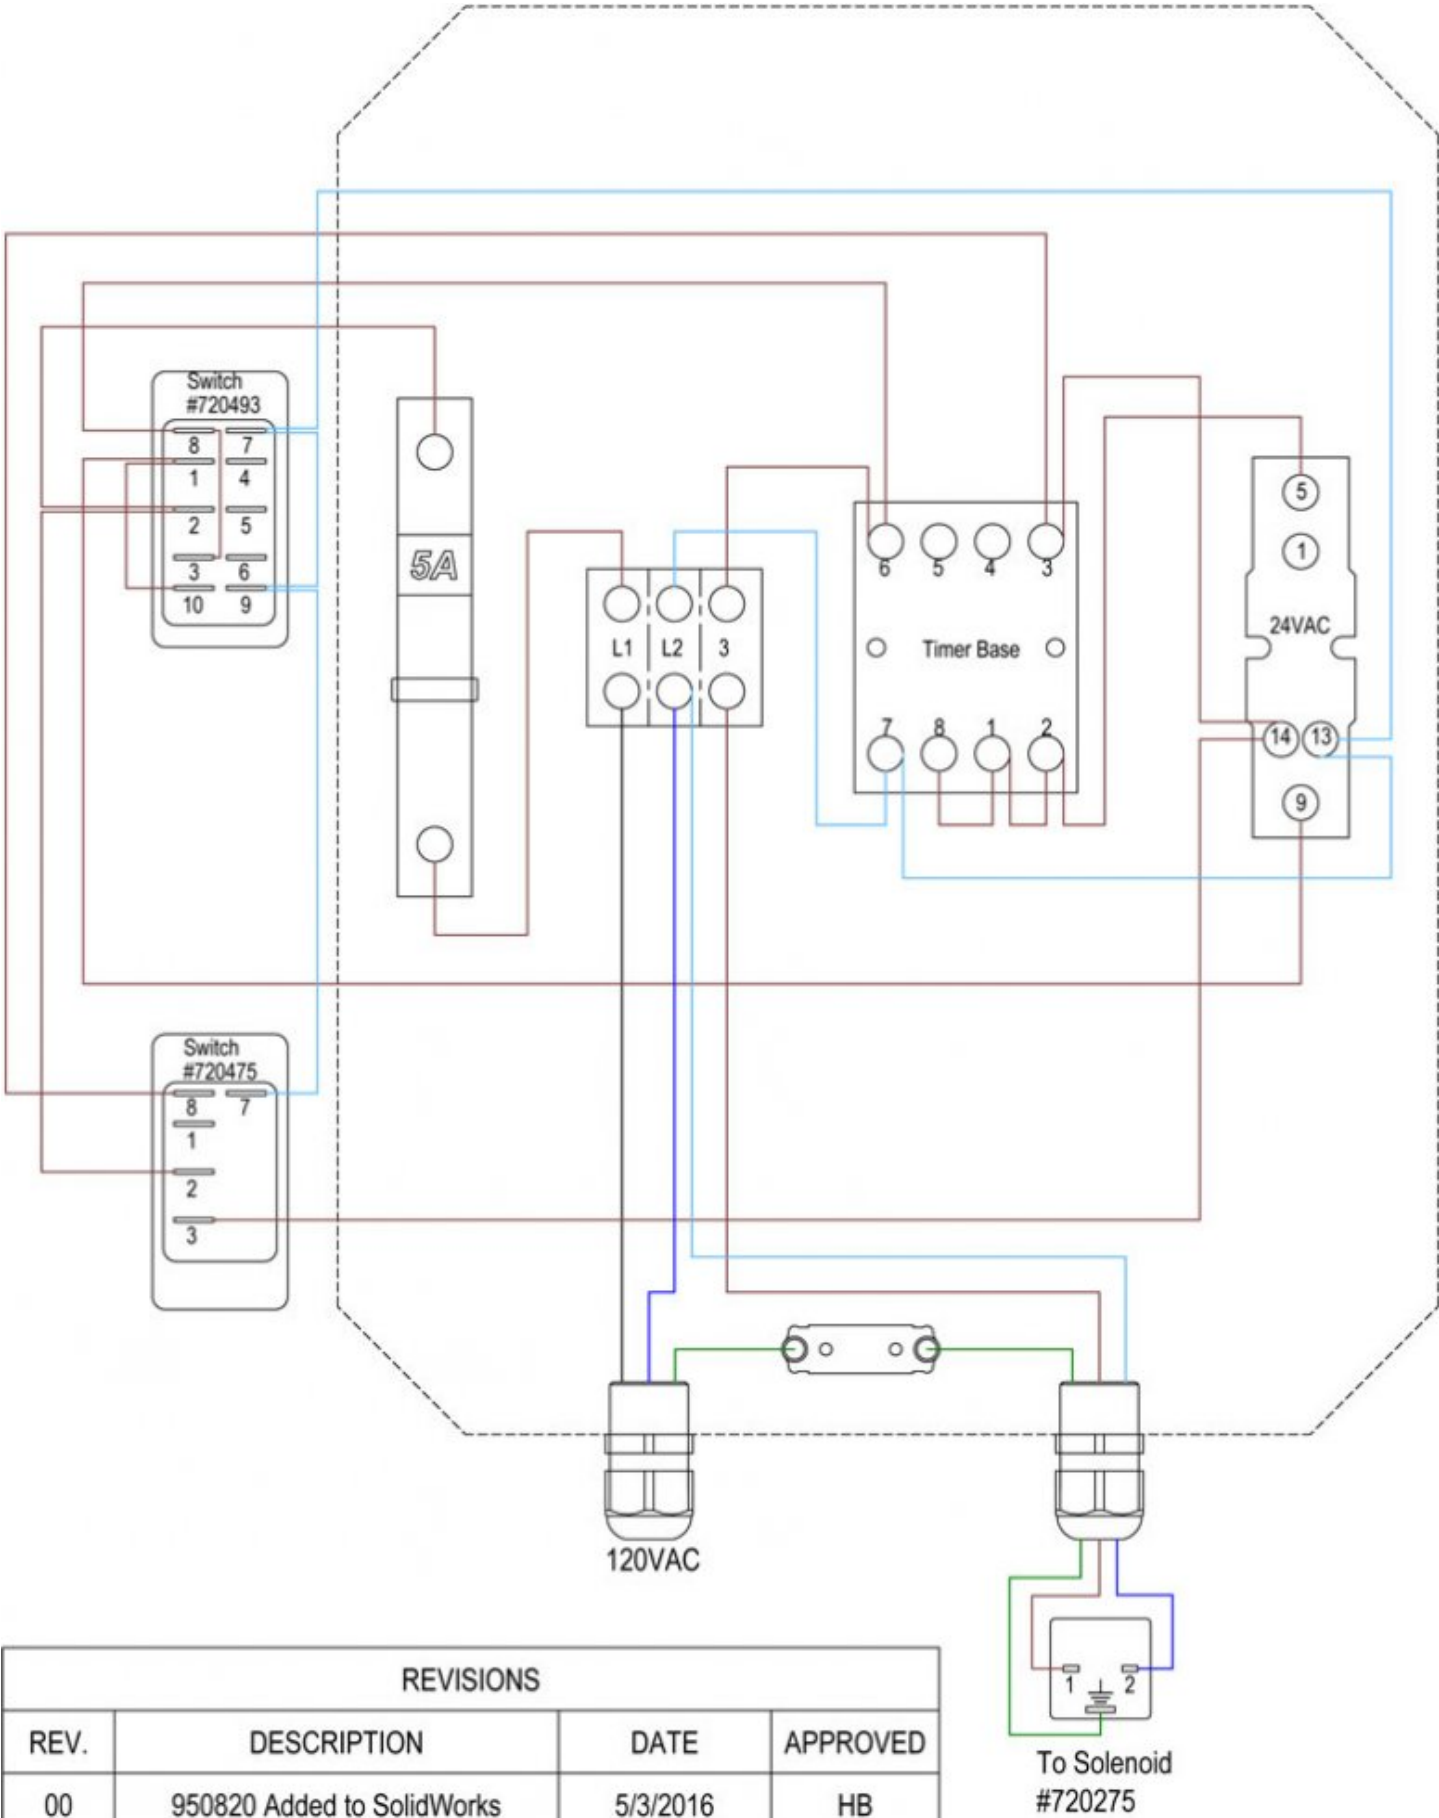 Switch
#720493
8 7
1 4
2 5
3 6
10 9
5A
L1 L2 3
6 5 4 3
Timer Base
7 8 1 2
5
1
24VAC
14 13
9
Switch
#720475
8 7
1
2
3
120VAC
1 2
To Solenoid
#720275
REVISIONS
REV. DESCRIPTION DATE APPROVED
00 950820 Added to SolidWorks 5/3/2016 HB